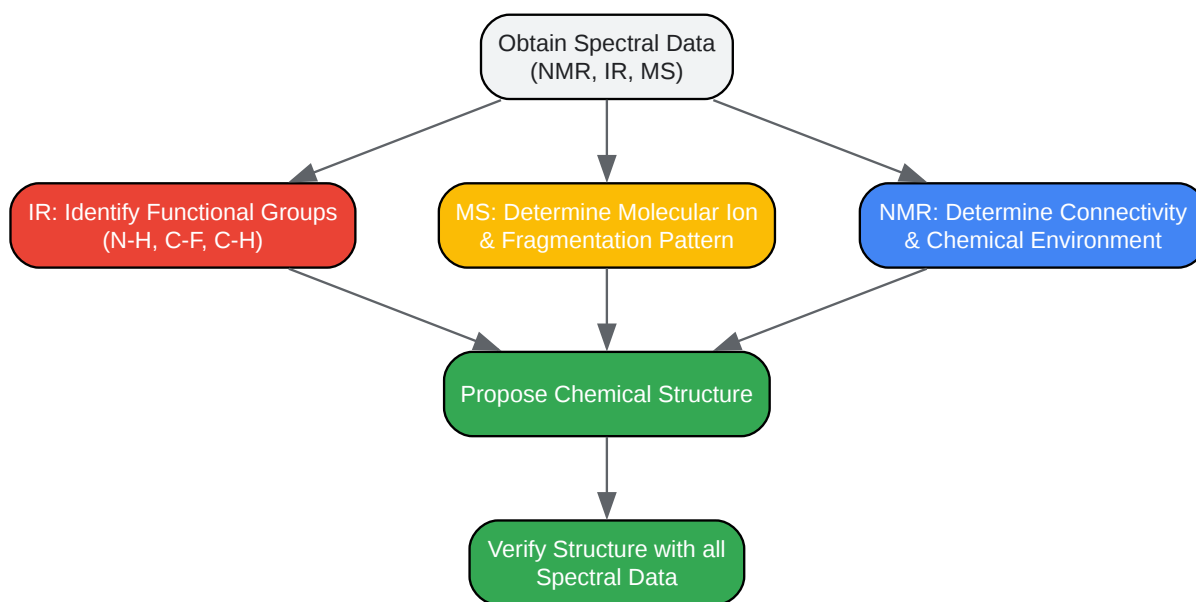 Obtain Spectral Data
(NMR, IR, MS)
IR: Identify Functional Groups
(N-H, C-F, C-H)
MS: Determine Molecular Ion
& Fragmentation Pattern
NMR: Determine Connectivity
& Chemical Environment
Propose Chemical Structure
Verify Structure with all
Spectral Data